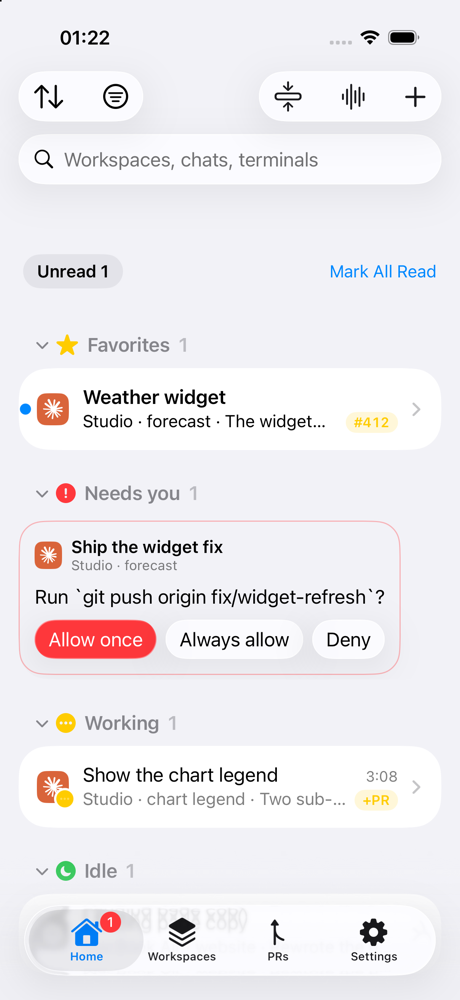 01:22
Workspaces, chats, terminals
Unread 1
Mark All Read
Favorites 1
Weather widget
Studio · forecast · The widget...
#412
Needs you 1
Ship the widget fix
Studio · forecast
Run `git push origin fix/widget-refresh`?
Allow once
Always allow
Deny
Working 1
Show the chart legend
3:08
Studio · chart legend · Two sub-...
+PR
Idle 1
1
Home
Workspaces
PRs
Settings